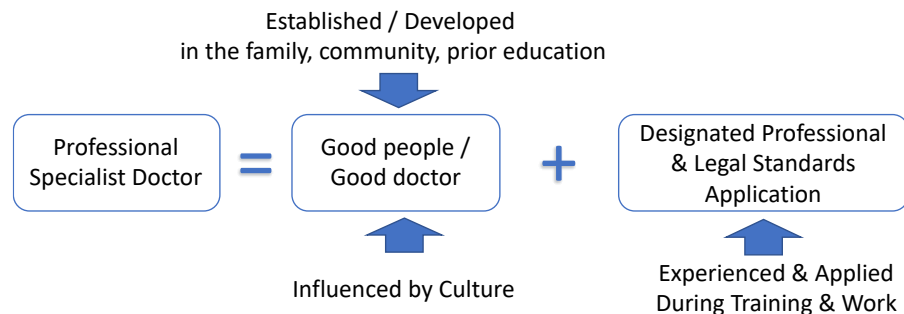 Established / Developed
in the family, community, prior education
Professional
Specialist Doctor
=
Good people /
Good doctor
+
Designated Professional
& Legal Standards
Application
Influenced by Culture
Experienced & Applied
During Training & Work